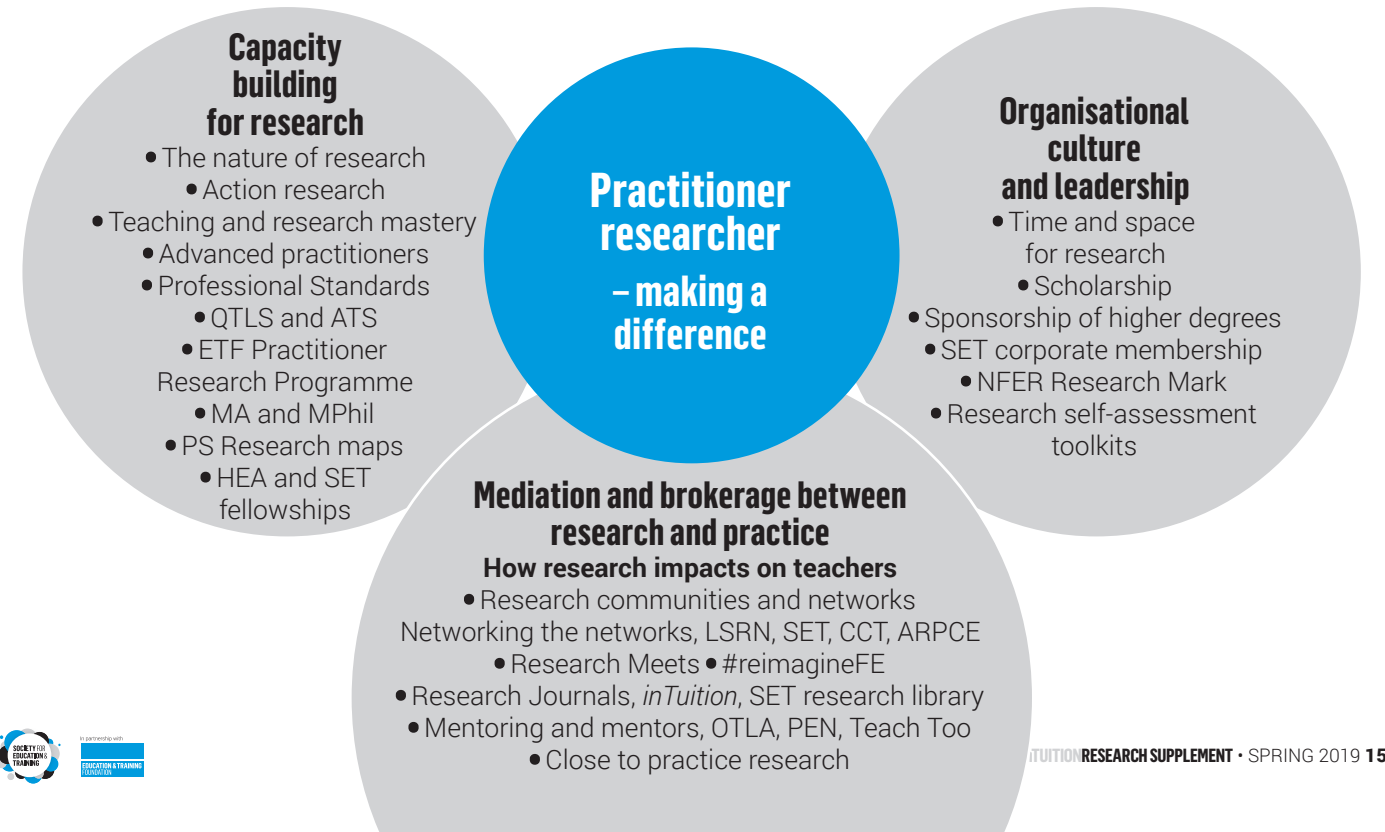 Capacity
building
for research
• The nature of research
• Action research
• Teaching and research mastery
• Advanced practitioners
• Professional Standards
• QTLS and ATS
• ETF Practitioner
Research Programme
• MA and MPhil
• PS Research maps
• HEA and SET
fellowships
Practitioner
researcher
– making a
difference
Organisational
culture
and leadership
• Time and space
for research
• Scholarship
• Sponsorship of higher degrees
• SET corporate membership
• NFER Research Mark
• Research self-assessment
toolkits
Mediation and brokerage between
research and practice
How research impacts on teachers
• Research communities and networks
Networking the networks, LSRN, SET, CCT, ARPCE
• Research Meets • #reimagineFE
• Research Journals, inTuition, SET research library
• Mentoring and mentors, OTLA, PEN, Teach Too
• Close to practice research
SOCIETY FOR
EDUCATION &
TRAINING
in partnership with
EDUCATION & TRAINING
FOUNDATION
TUITION RESEARCH SUPPLEMENT • SPRING 2019 15